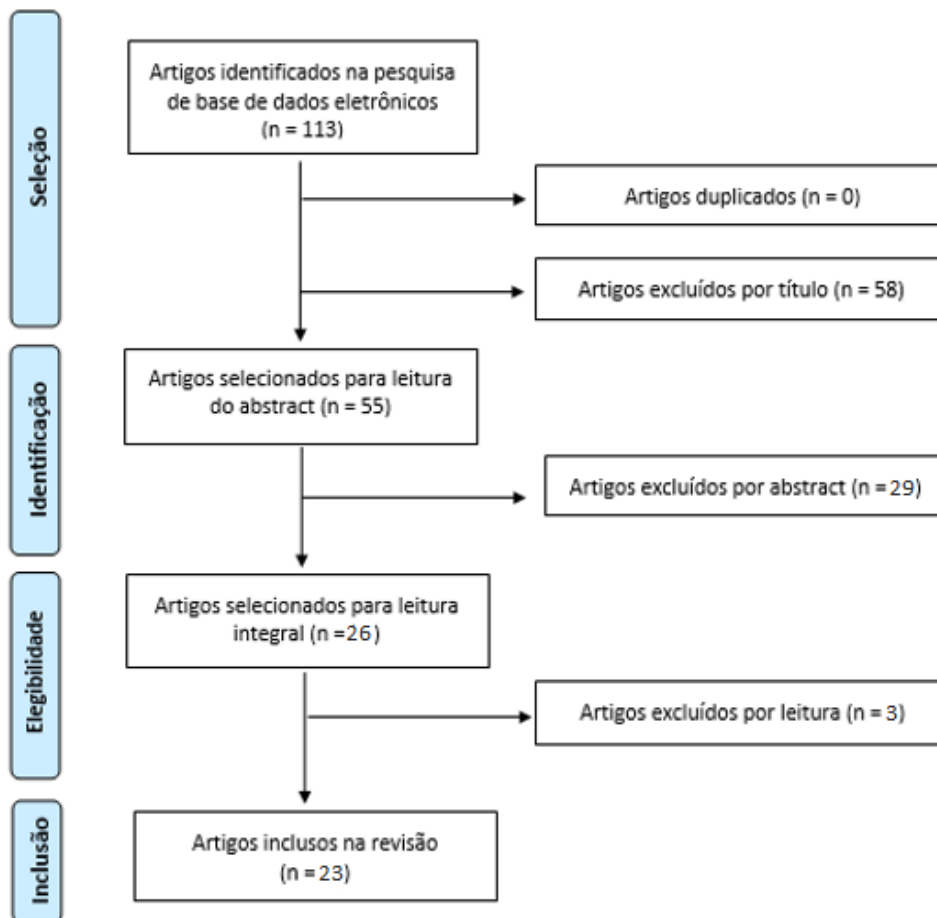 Seleção
Artigos identificados na pesquisa
de base de dados eletrônicos
(n = 113)
Artigos duplicados (n = 0)
Artigos excluídos por título (n = 58)
Identificação
Artigos selecionados para leitura
do abstract (n = 55)
Artigos excluídos por abstract (n = 29)
Elegibilidade
Artigos selecionados para leitura
integral (n =26)
Artigos excluídos por leitura (n = 3)
Inclusão
Artigos inclusos na revisão
(n = 23)